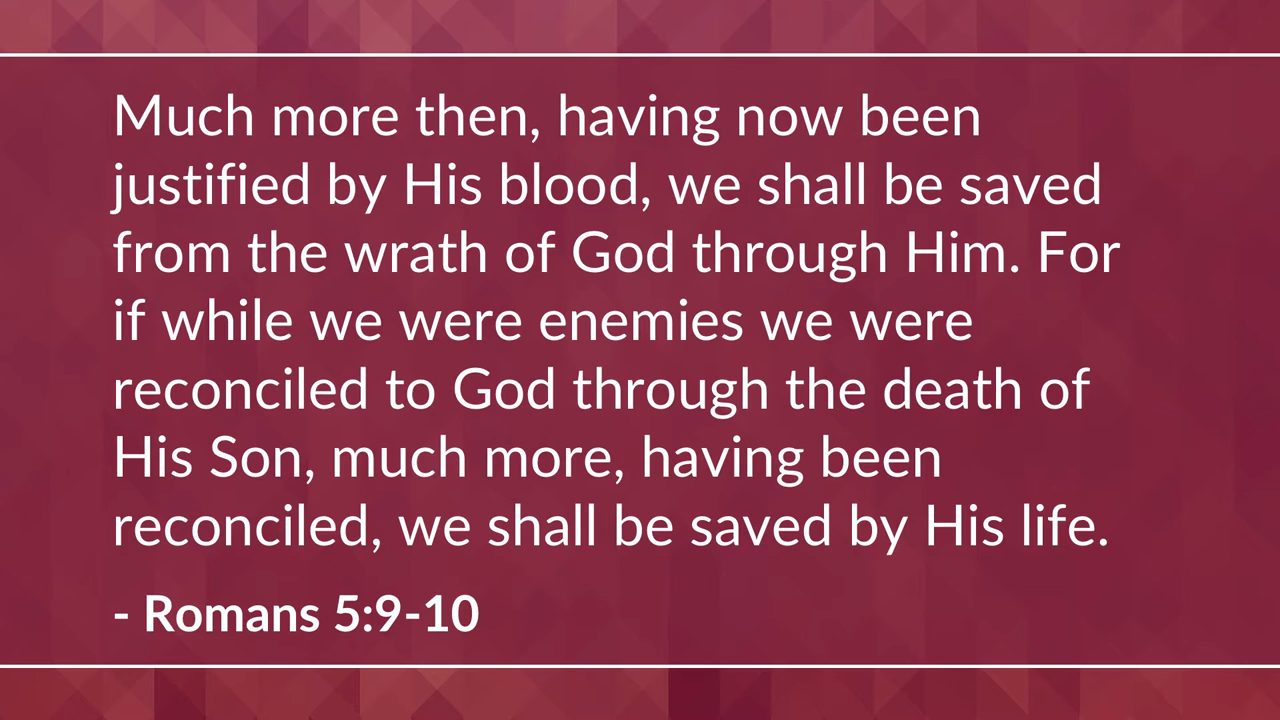 Much more then, having now been
justified by His blood, we shall be saved
from the wrath of God through Him. For
if while we were enemies we were
reconciled to God through the death of
His Son, much more, having been
reconciled, we shall be saved by His life.
- Romans 5:9-10